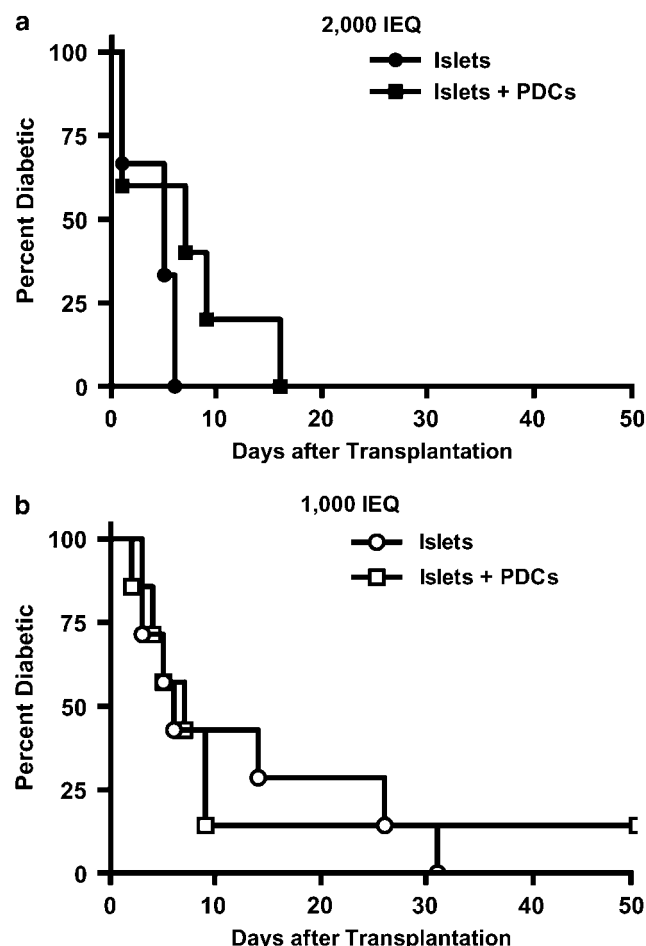 a
2,000 IEQ
Islets
Islets + PDCs
Percent Diabetic
100
75
50
25
0
0 10 20 30 40 50
Days after Transplantation
b
1,000 IEQ
Islets
Islets + PDCs
Percent Diabetic
100
75
50
25
0
0 10 20 30 40 50
Days after Transplantation